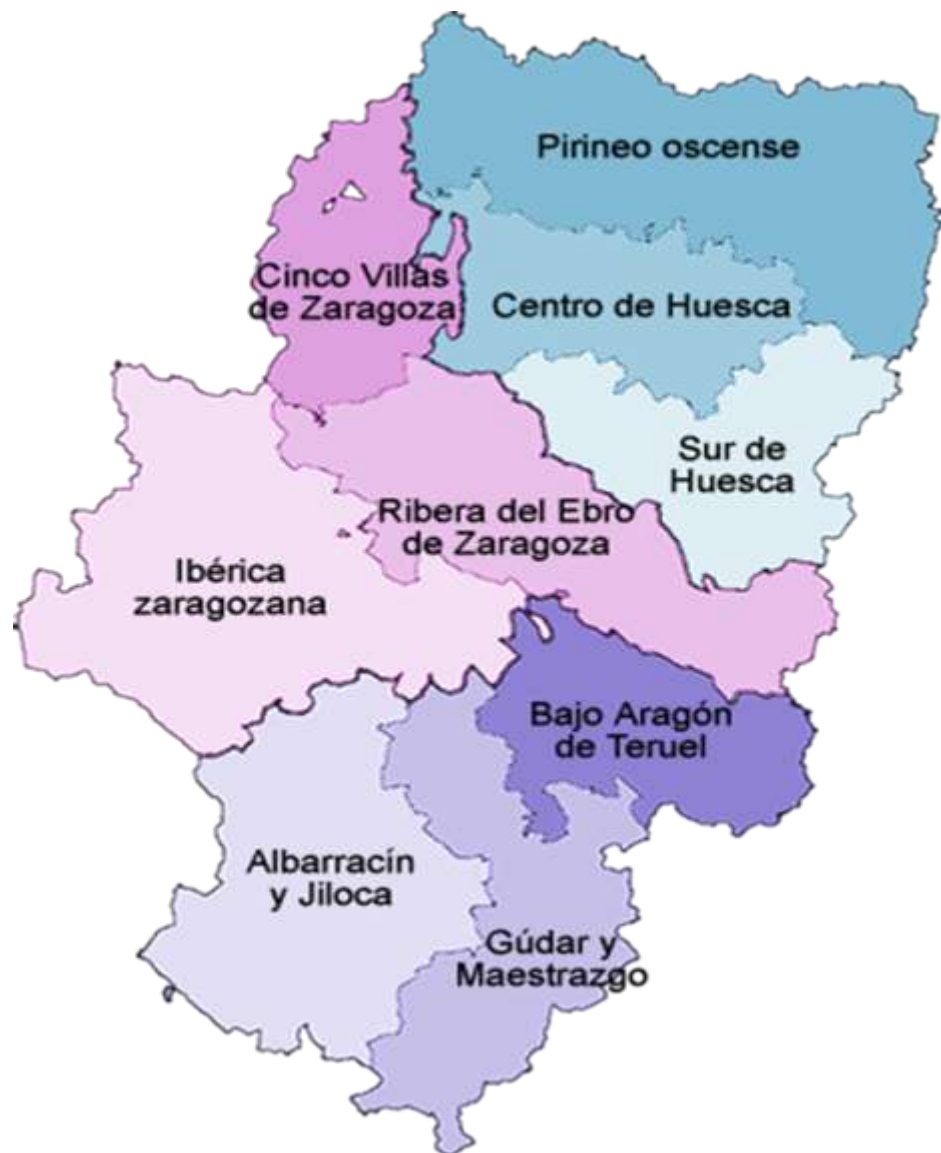 Pirineo oscense
Cinco Villas
de Zaragoza
Centro de Huesca
Sur de
Huesca
Ribera del Ebro
de Zaragoza
Ibérica
zaragozana
Bajo Aragón
de Teruel
Albarracín
y Jiloca
Gúdar y
Maestrazgo